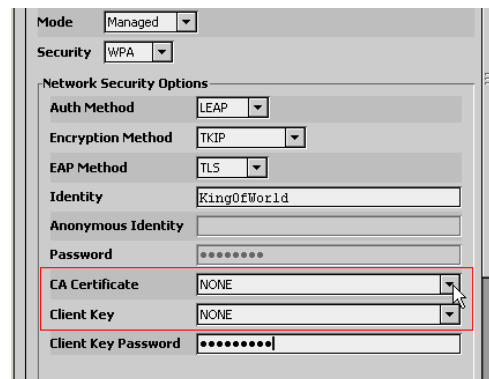 Mode Managed
Security WPA
Network Security Options
Auth Method LEAP
Encryption Method TKIP
EAP Method TLS
Identity KingOfWorld
Anonymous Identity
Password ●●●●●●●●
CA Certificate NONE
Client Key NONE
Client Key Password ●●●●●●●●●